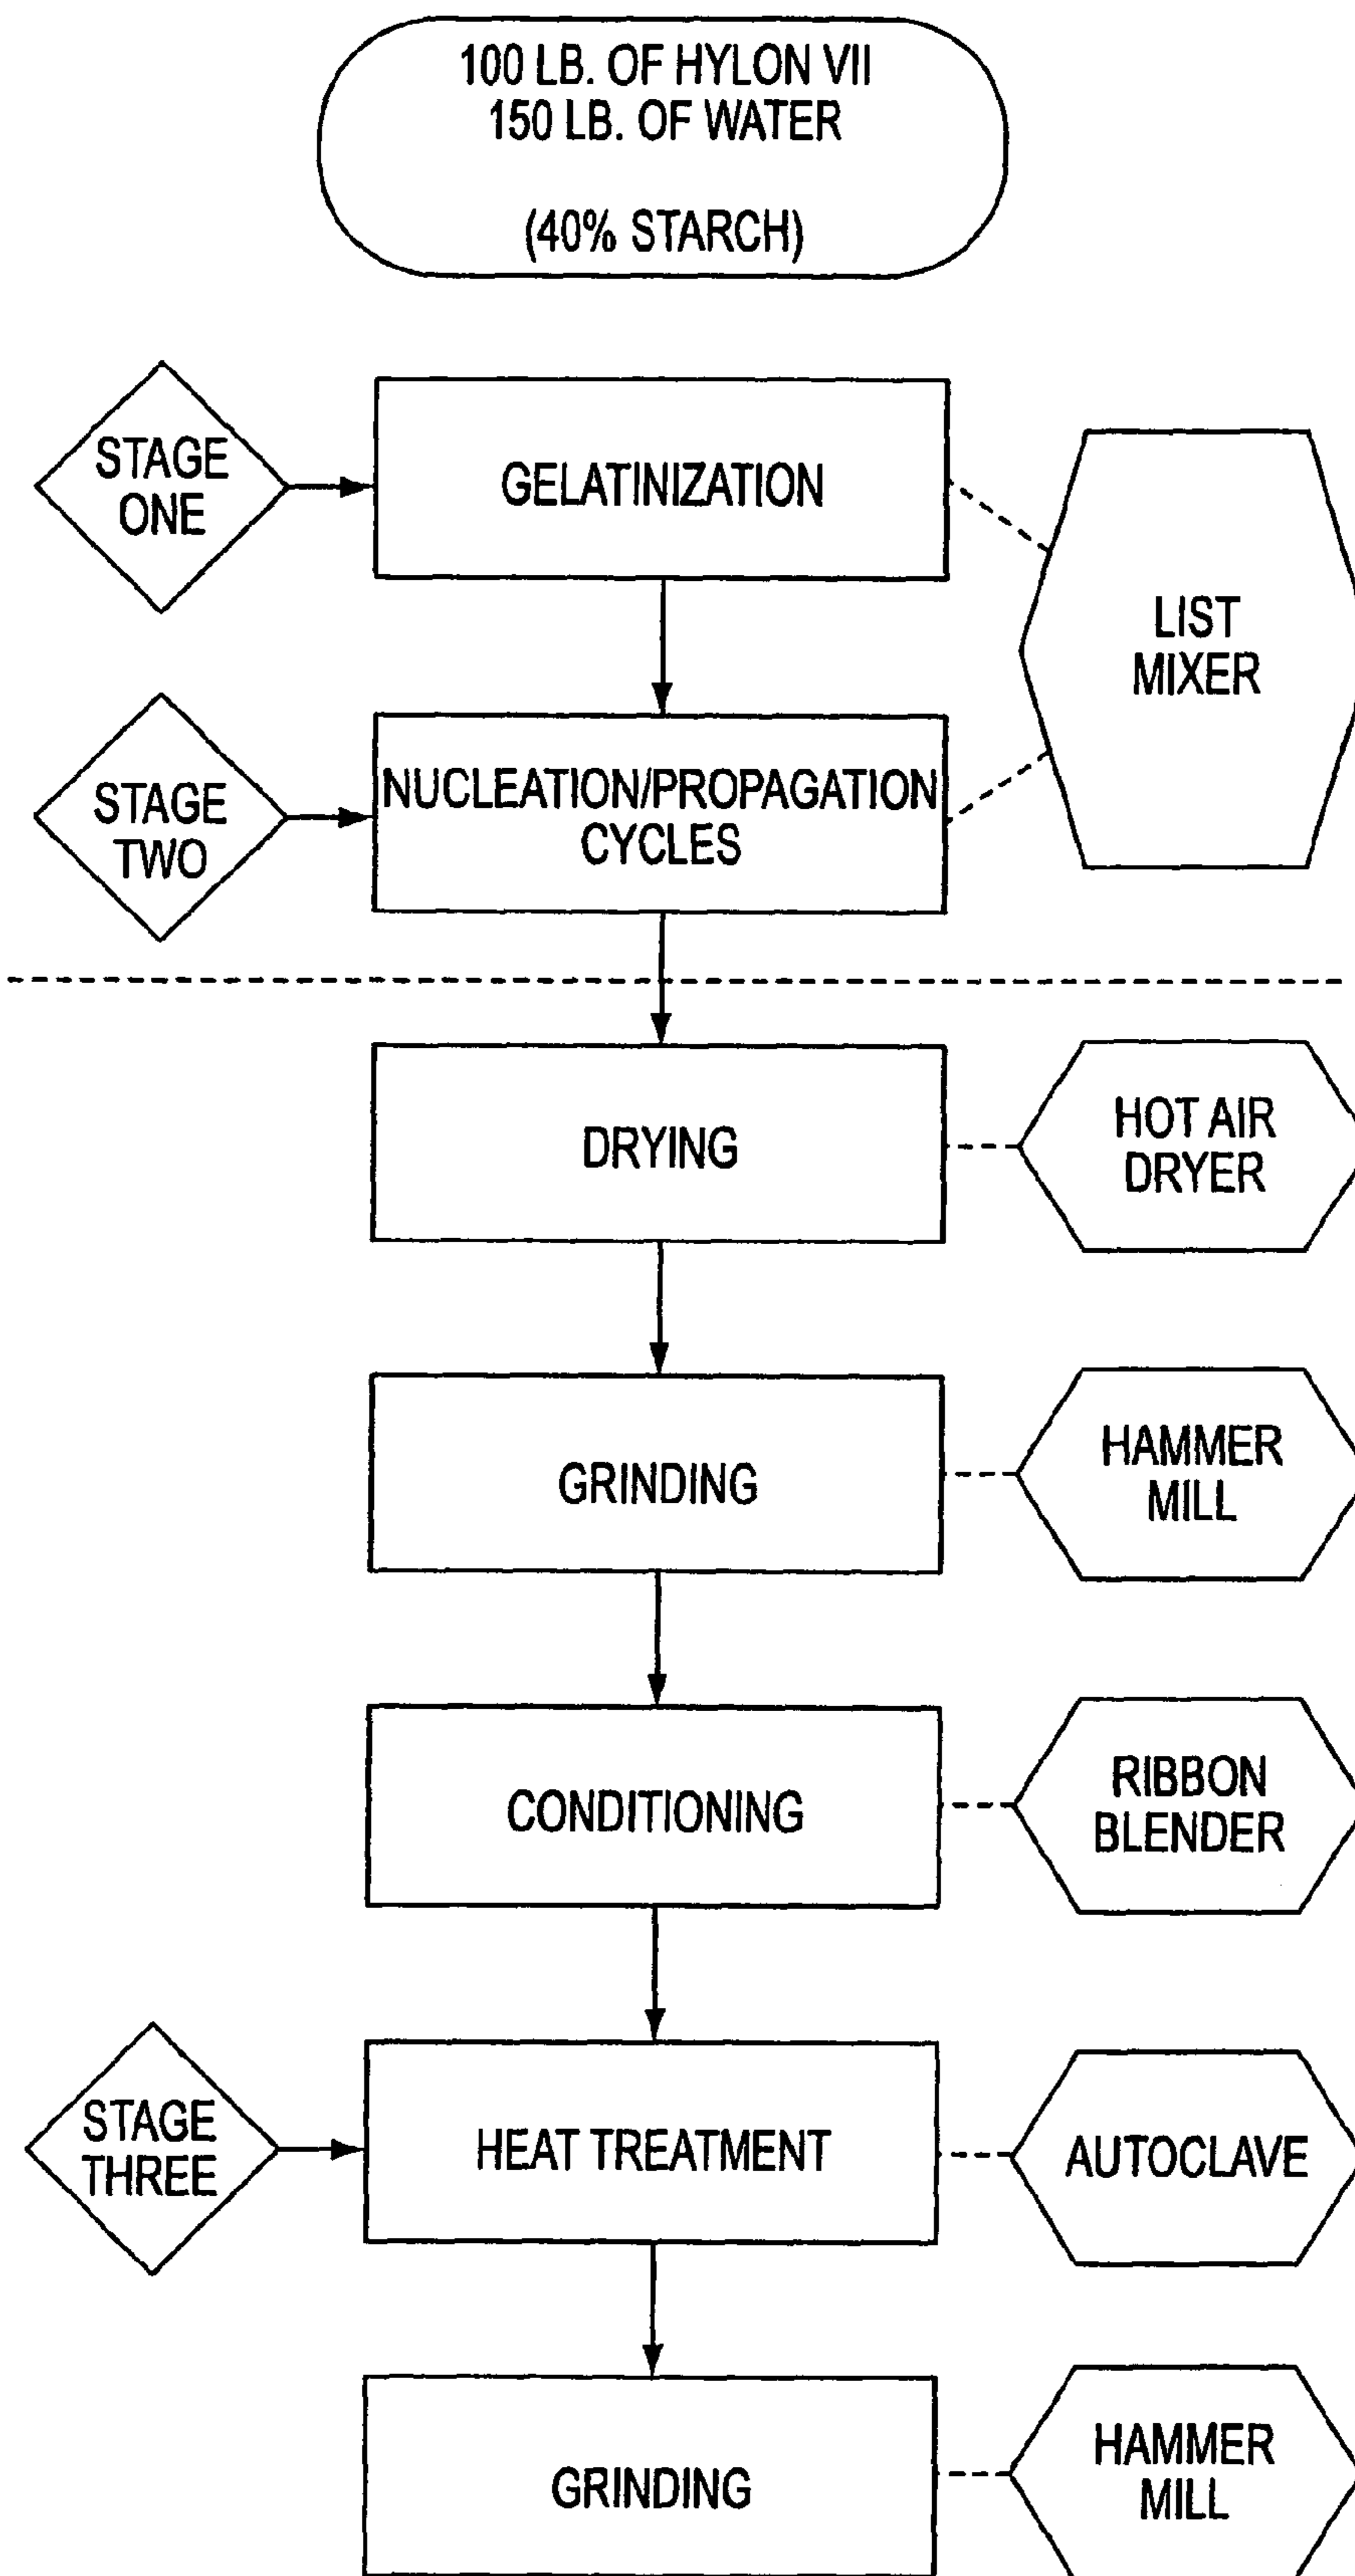 100 LB. OF HYLON VII
150 LB. OF WATER
(40% STARCH)
STAGE
ONE
GELATINIZATION
LIST
MIXER
STAGE
TWO
NUCLEATION/PROPAGATION
CYCLES
DRYING
HOT AIR
DRYER
GRINDING
HAMMER
MILL
CONDITIONING
RIBBON
BLENDER
STAGE
THREE
HEAT TREATMENT
AUTOCLAVE
GRINDING
HAMMER
MILL